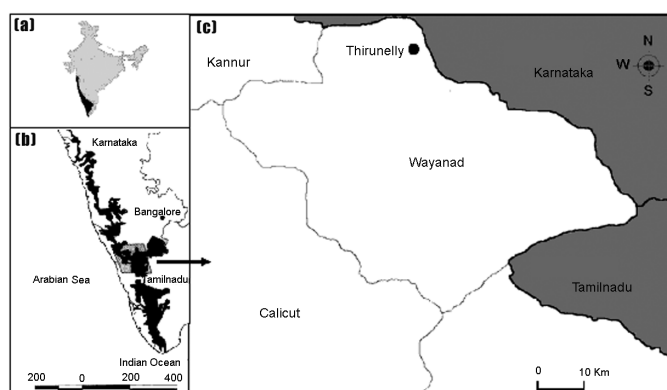 (a)
(b)
Karnataka
Bangalore
Arabian Sea
Tamilnadu
Indian Ocean
200 0 200 400
(c)
Thirunelly
Kannur
Karnataka
N
W E
S
Wayanad
Calicut
Tamilnadu
0 10 Km